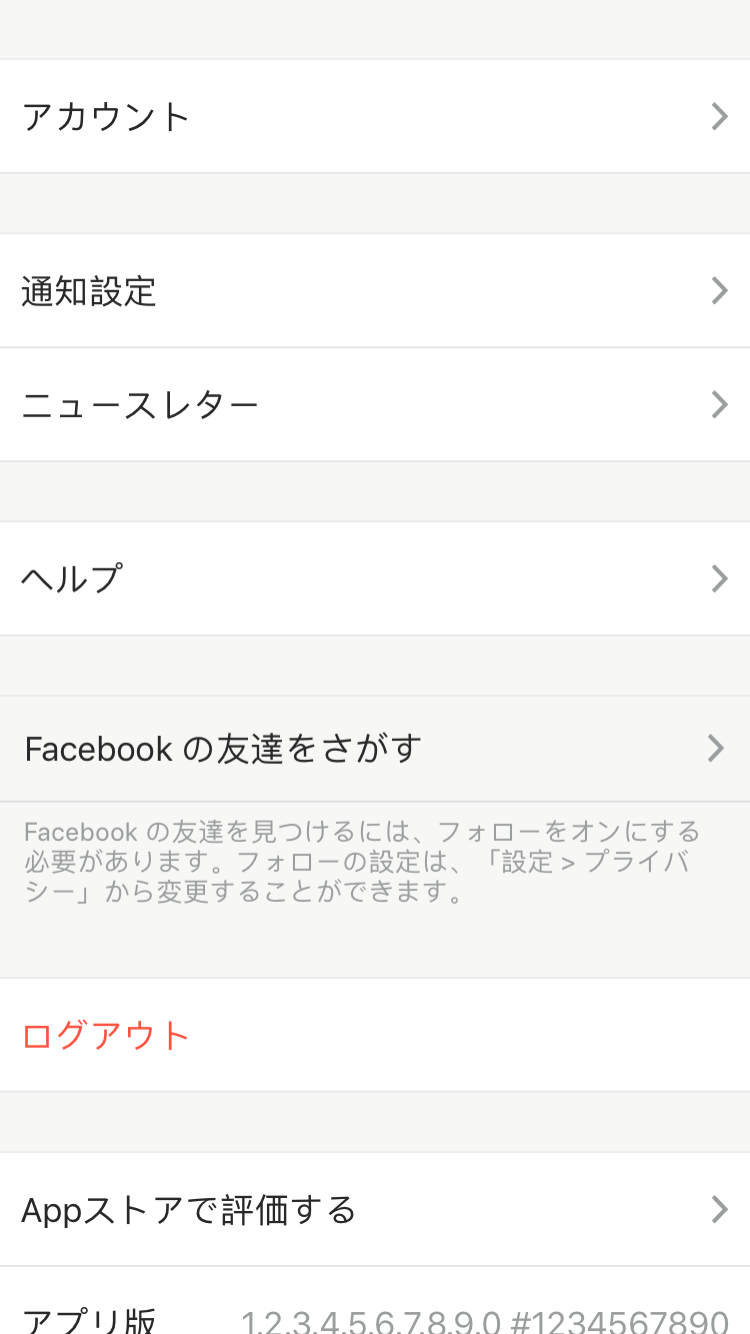 アカウント
通知設定
ニュースレター
ヘルプ
Facebook の友達をさがす
Facebook の友達を見つけるには、フォローをオンにする
必要があります。フォローの設定は、「設定 > プライバ
シー」から変更することができます。
ログアウト
Appストアで評価する
アプリ版 1.2.3.4.5.6.7.8.9.0 #1234567890